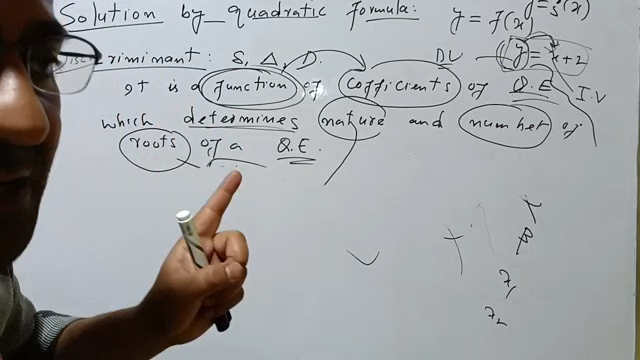 Solution by quadratic formula:
y = f(x)
criminant: S, Δ, D.
DV
y = x+2
It is a function of cofficients of Q.E
I.V
which determines nature and number of
roots of a Q.E.